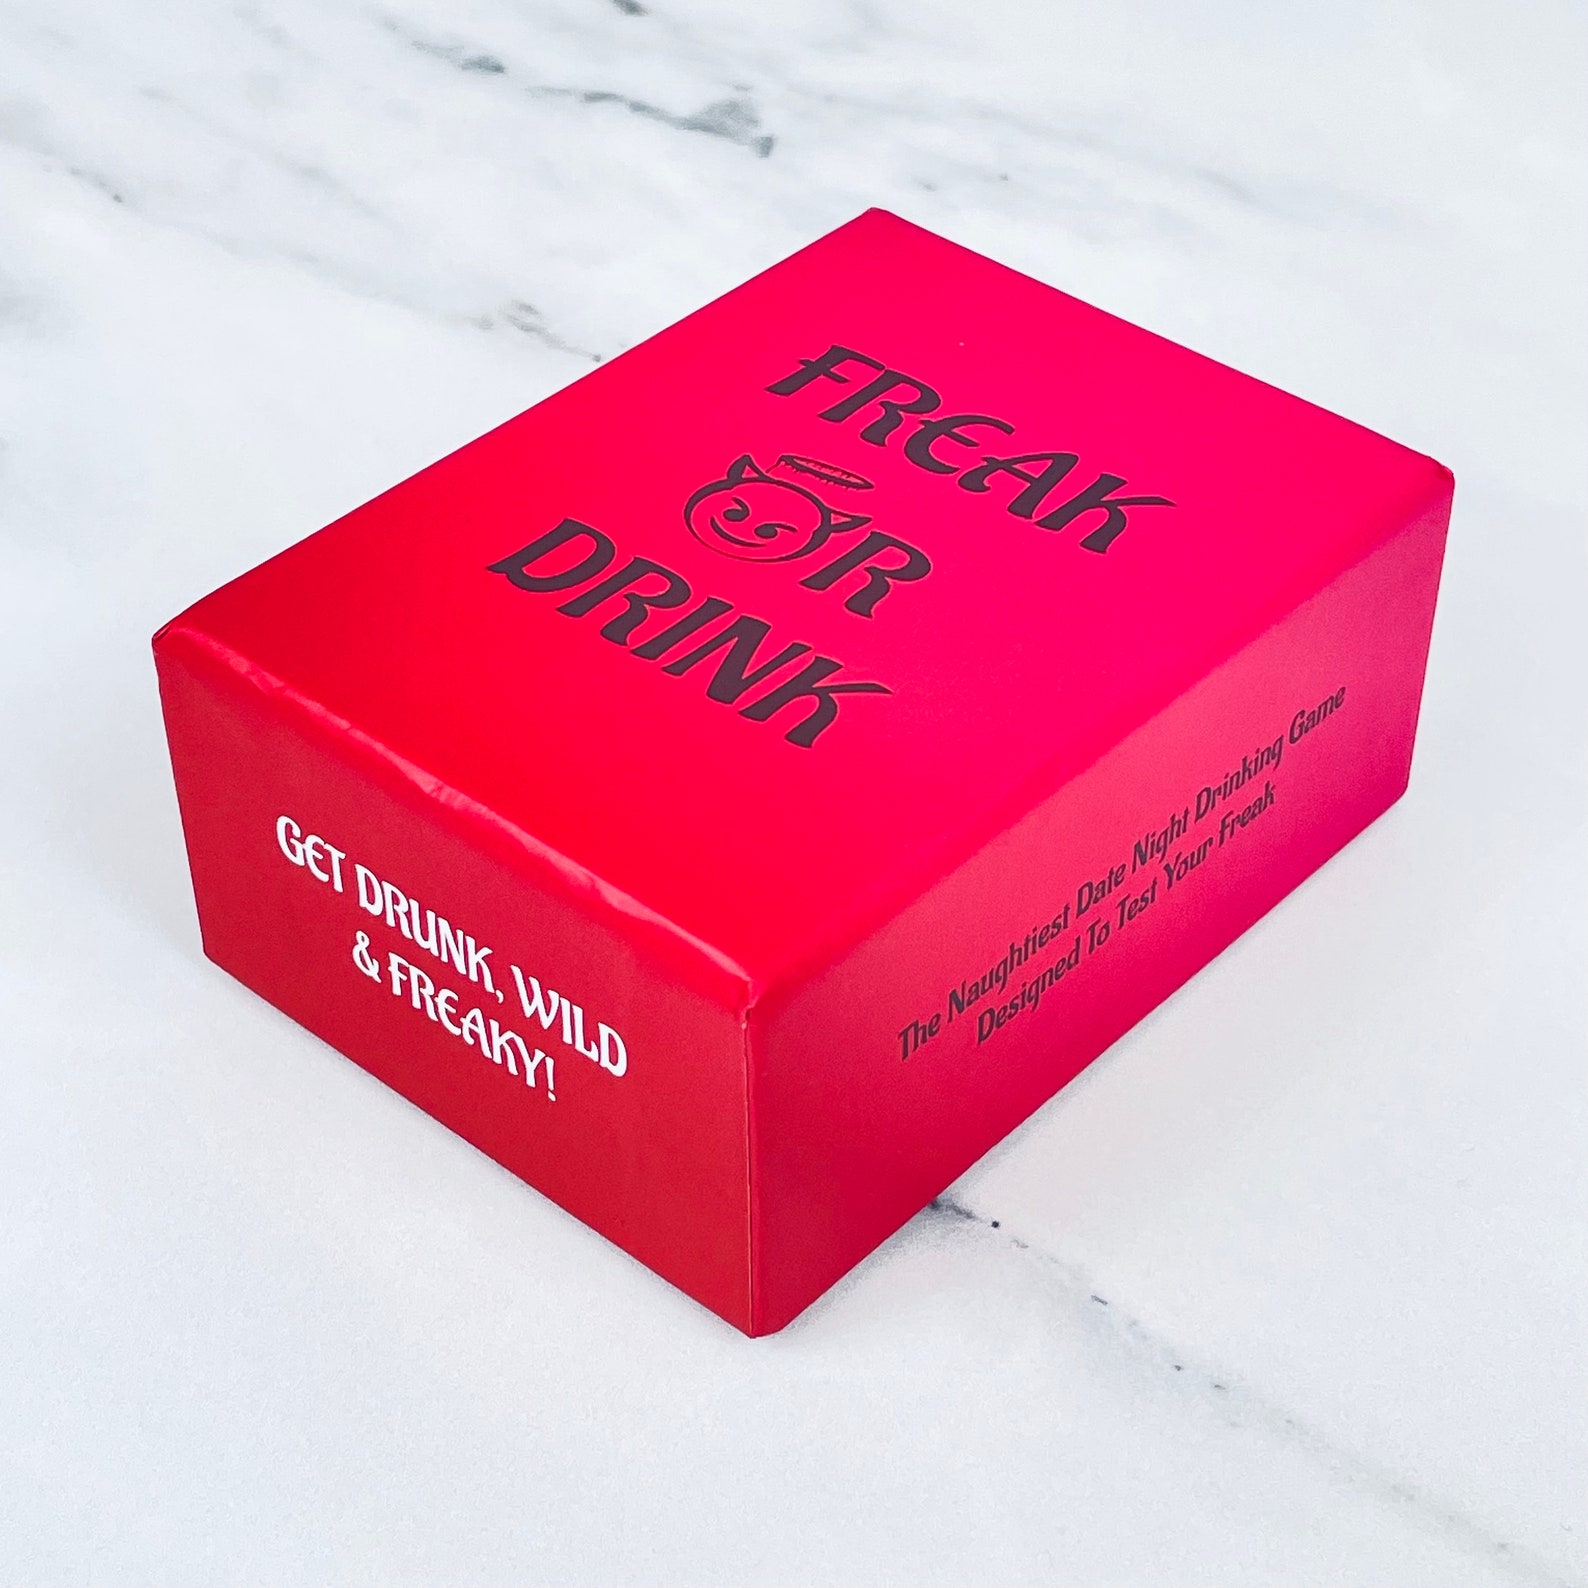 FREAK
OR
DRINK
GET DRUNK, WILD
& FREAKY!
The Naughtiest Date Night Drinking Game
Designed To Test Your Freak